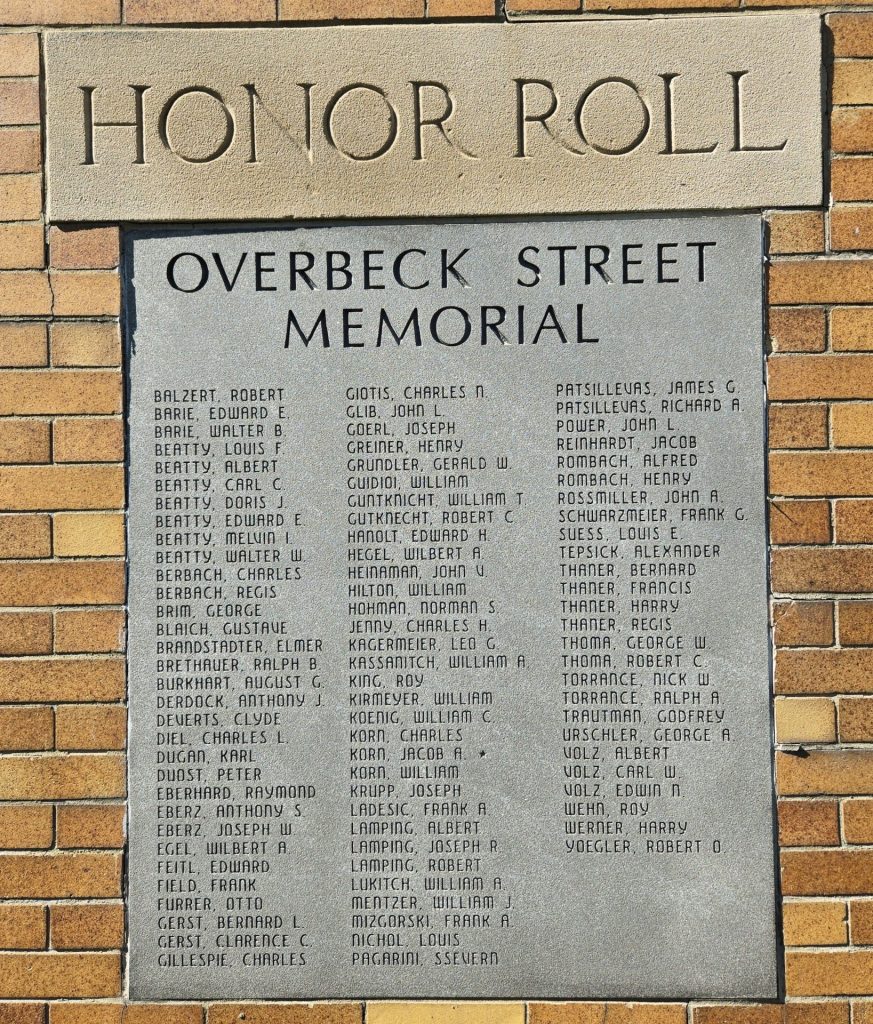 HONOR ROLL
OVERBECK STREET
MEMORIAL
BALZERT, ROBERT
BARIE, EDWARD E.
BARIE, WALTER B
BEATTY, LOUIS F.
BEATTY, ALBERT
BEATTY, CARL C.
BEATTY, DORIS J.
BEATTY, EDWARD E.
BEATTY, MELVIN I.
BEATTY, WALTER W.
BERBACH, CHARLES
BERBACH, REGIS
BRIM, GEORGE
BLAICH, GUSTAVE
BRANDSTADTER, ELMER
BRETHAUER, RALPH B.
BURKHART, AUGUST G.
DERDOCK, ANTHONY J.
DEVERTS, CLYDE
DIEL, CHARLES L.
DUGAN, KARL
DUOST, PETER
EBERHARD, RAYMOND
EBERZ, ANTHONY S.
EBERZ, JOSEPH W.
EGEL, WILBERT A.
FEITL, EDWARD
FIELD, FRANK
FURRER, OTTO
GERST, BERNARD L.
GERST, CLARENCE C.
GILLESPIE, CHARLES
GIOTIS, CHARLES N.
GLIB, JOHN L.
GOERL, JOSEPH
GREINER, HENRY
GRUNDLER, GERALD W.
GUIDIOI, WILLIAM
GUNTKNICHT, WILLIAM T.
GUTKNECHT, ROBERT C.
HANOLT, EDWARD H.
HEGEL, WILBERT A.
HEINAMAN, JOHN V.
HILTON, WILLIAM
HOHMAN, NORMAN S.
JENNY, CHARLES H.
KAGERMEIER, LEO G.
KASSANITCH, WILLIAM A.
KING, ROY
KIRMEYER, WILLIAM
KOENIG, WILLIAM C.
KORN, CHARLES
KORN, JACOB A. *
KORN, WILLIAM
KRUPP, JOSEPH
LADESIC, FRANK A.
LAMPING, ALBERT
LAMPING, JOSEPH R.
LAMPING, ROBERT
LUKITCH, WILLIAM A.
MENTZER, WILLIAM J.
MIZGORSKI, FRANK A.
NICHOL, LOUIS
PAGARINI, SSEVERN
PATSILLEVAS, JAMES G.
PATSILLEVAS, RICHARD A.
POWER, JOHN L.
REINHARDT, JACOB
ROMBACH, ALFRED
ROMBACH, HENRY
ROSSMILLER, JOHN A.
SCHWARZMEIER, FRANK G.
SUESS, LOUIS E.
TEPSICK, ALEXANDER
THANER, BERNARD
THANER, FRANCIS
THANER, HARRY
THANER, REGIS
THOMA, GEORGE W.
THOMA, ROBERT C.
TORRANCE, NICK W.
TORRANCE, RALPH A.
TRAUTMAN, GODFREY
URSCHLER, GEORGE A.
VOLZ, ALBERT
VOLZ, CARL W.
VOLZ, EDWIN N.
WEHN, ROY
WERNER, HARRY
YOEGLER, ROBERT O.